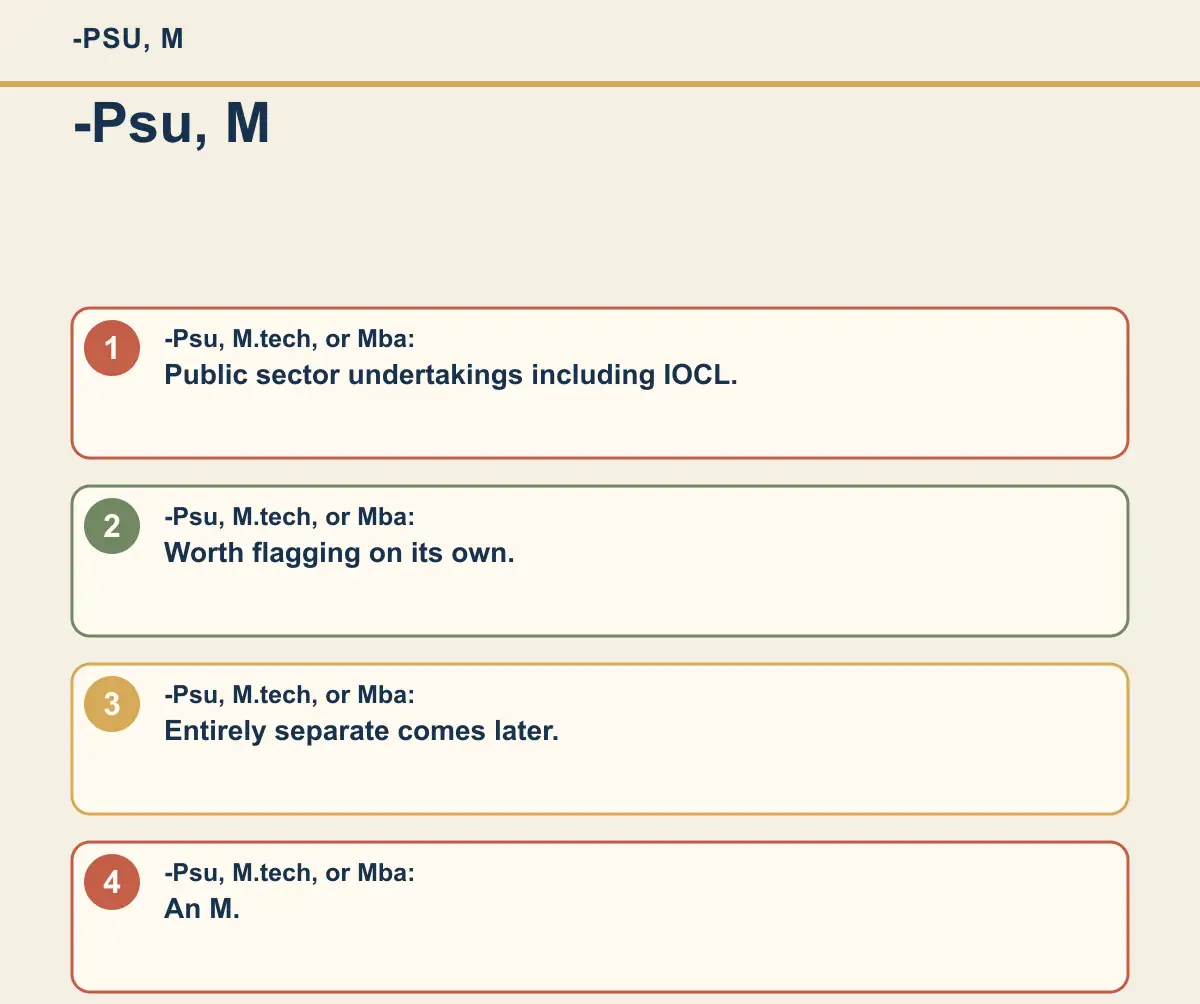 -PSU, M
-Psu, M
1
-Psu, M.tech, or Mba:
Public sector undertakings including IOCL.
2
-Psu, M.tech, or Mba:
Worth flagging on its own.
3
-Psu, M.tech, or Mba:
Entirely separate comes later.
4
-Psu, M.tech, or Mba:
An M.